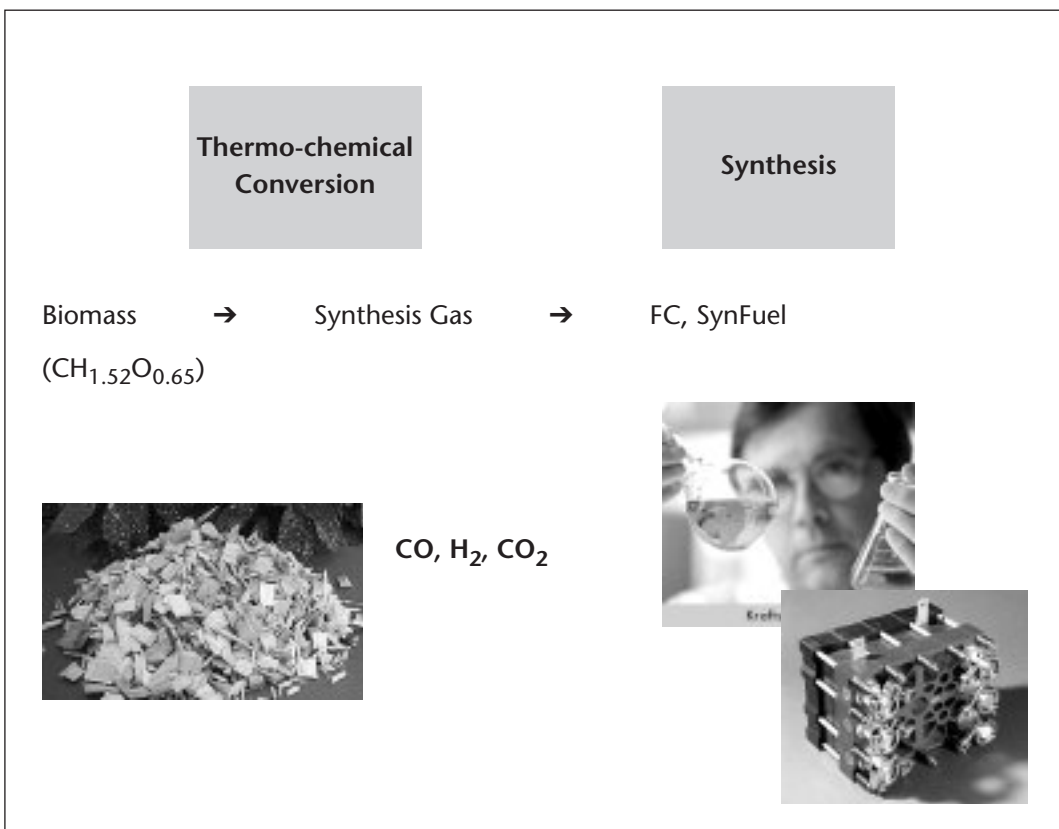 Thermo-chemical
Conversion
Synthesis
Biomass → Synthesis Gas → FC, SynFuel
(CH₁.₅₂O₀.₆₅)
CO, H₂, CO₂